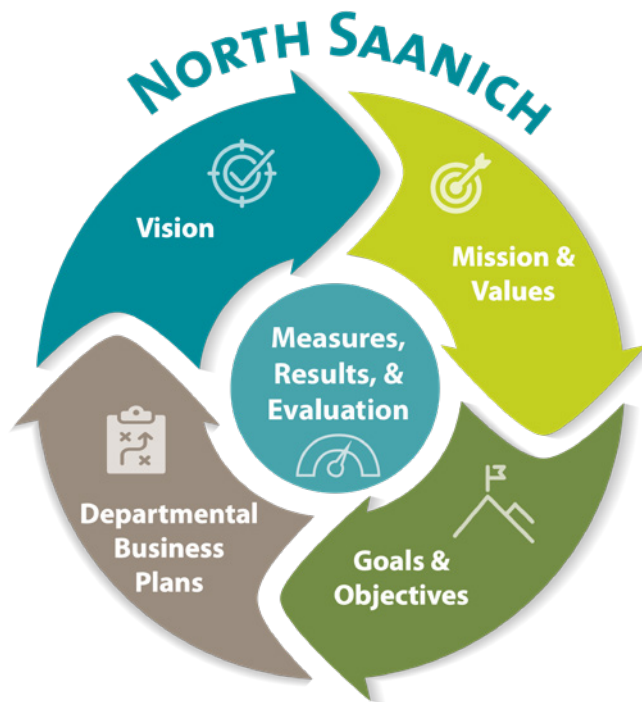 NORTH SAANICH
Vision
Mission &
Values
Measures,
Results, &
Evaluation
Departmental
Business
Plans
Goals &
Objectives